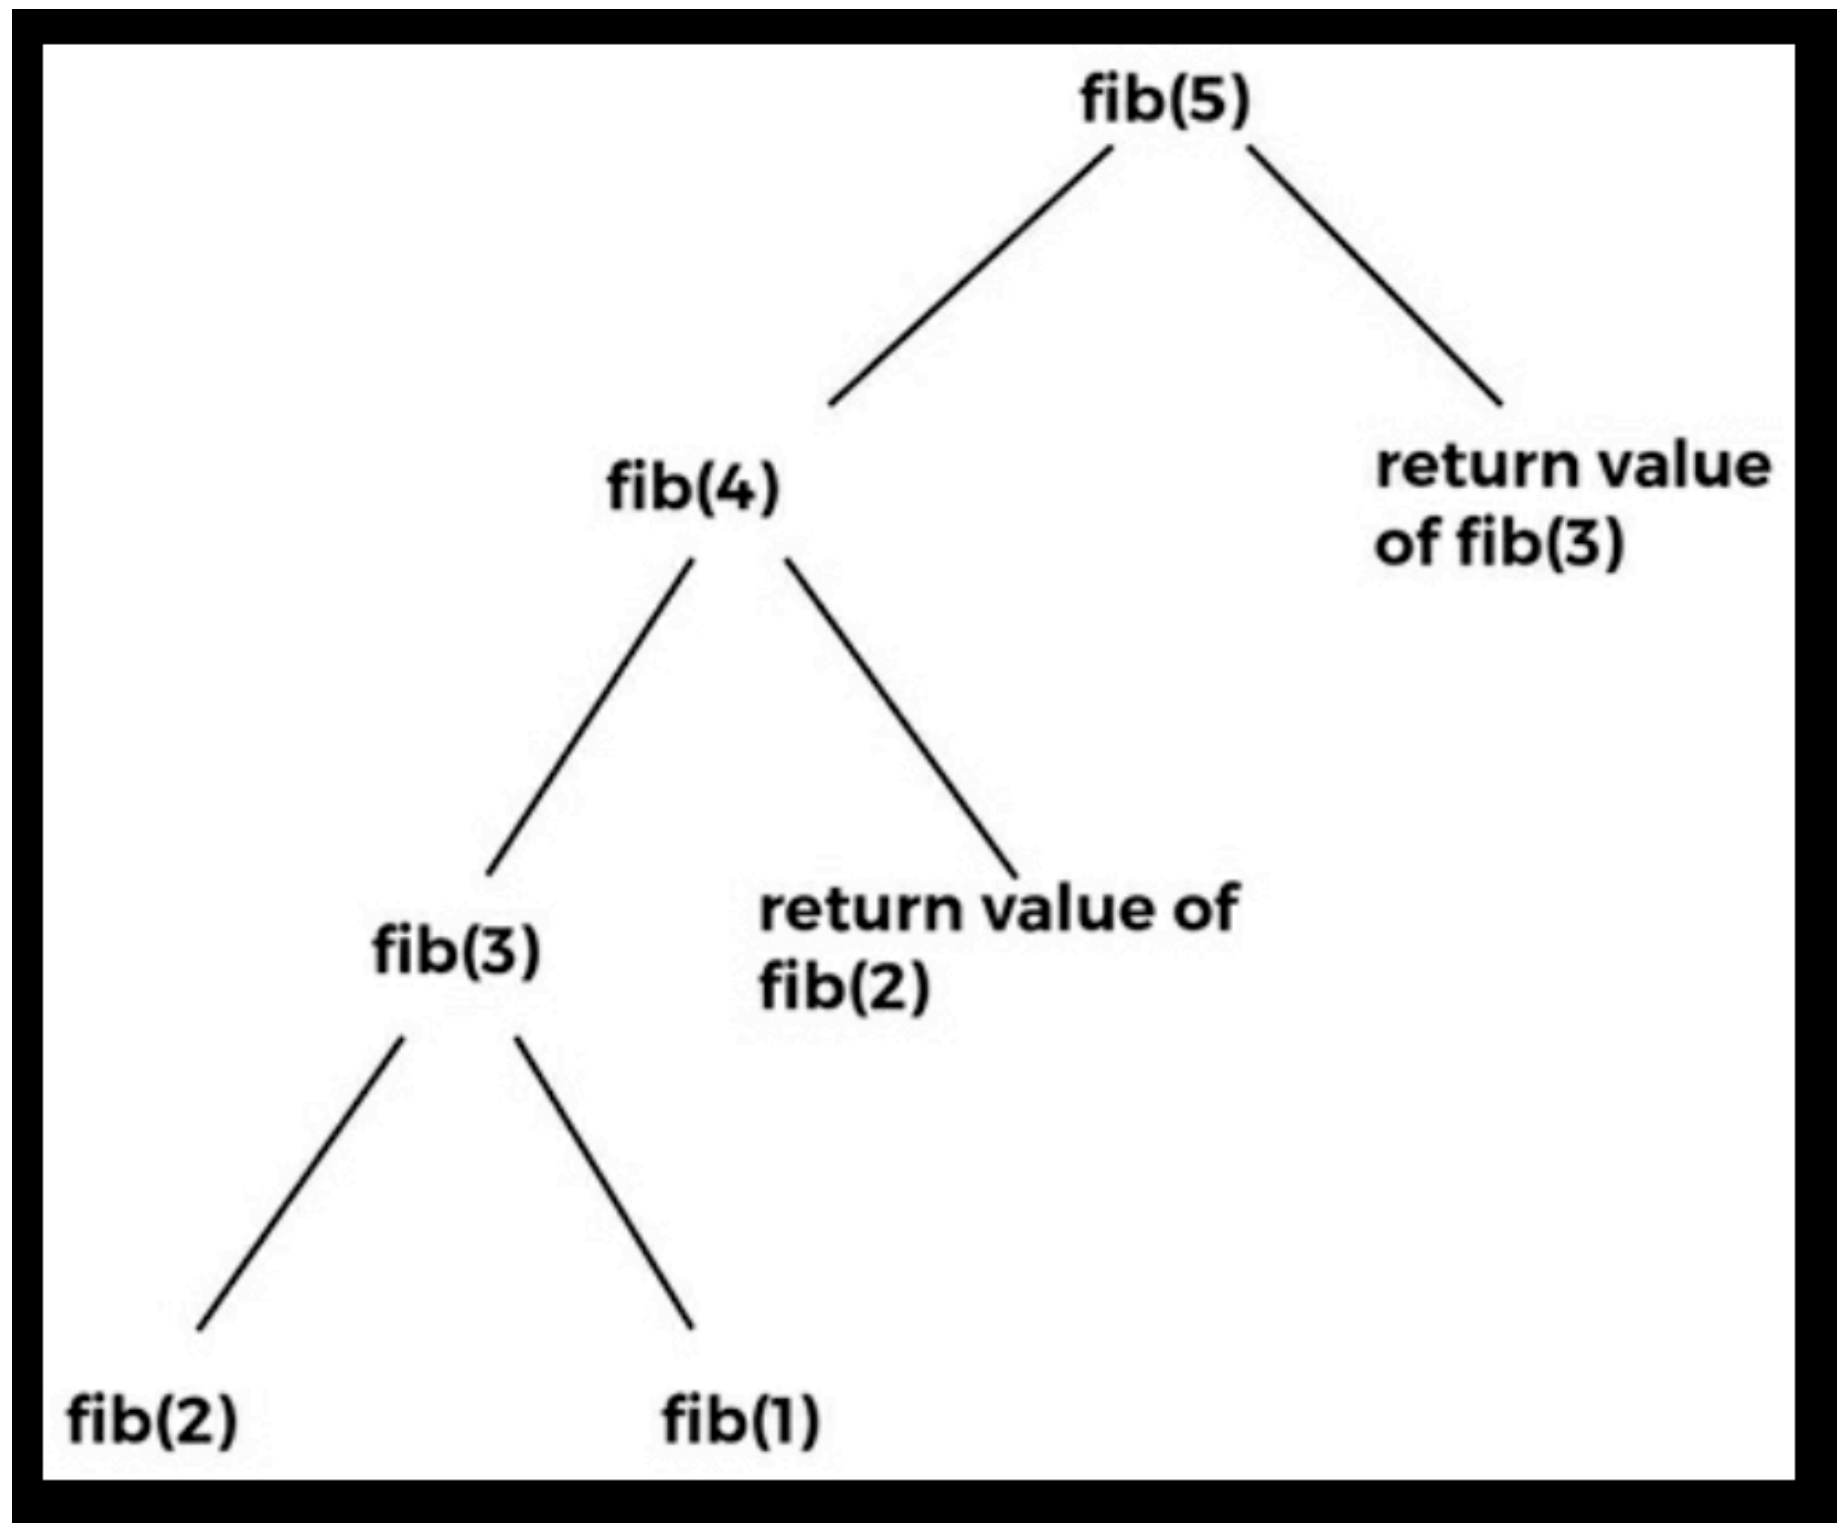 fib(5)
fib(4)
return value
of fib(3)
fib(3)
return value of
fib(2)
fib(2)
fib(1)